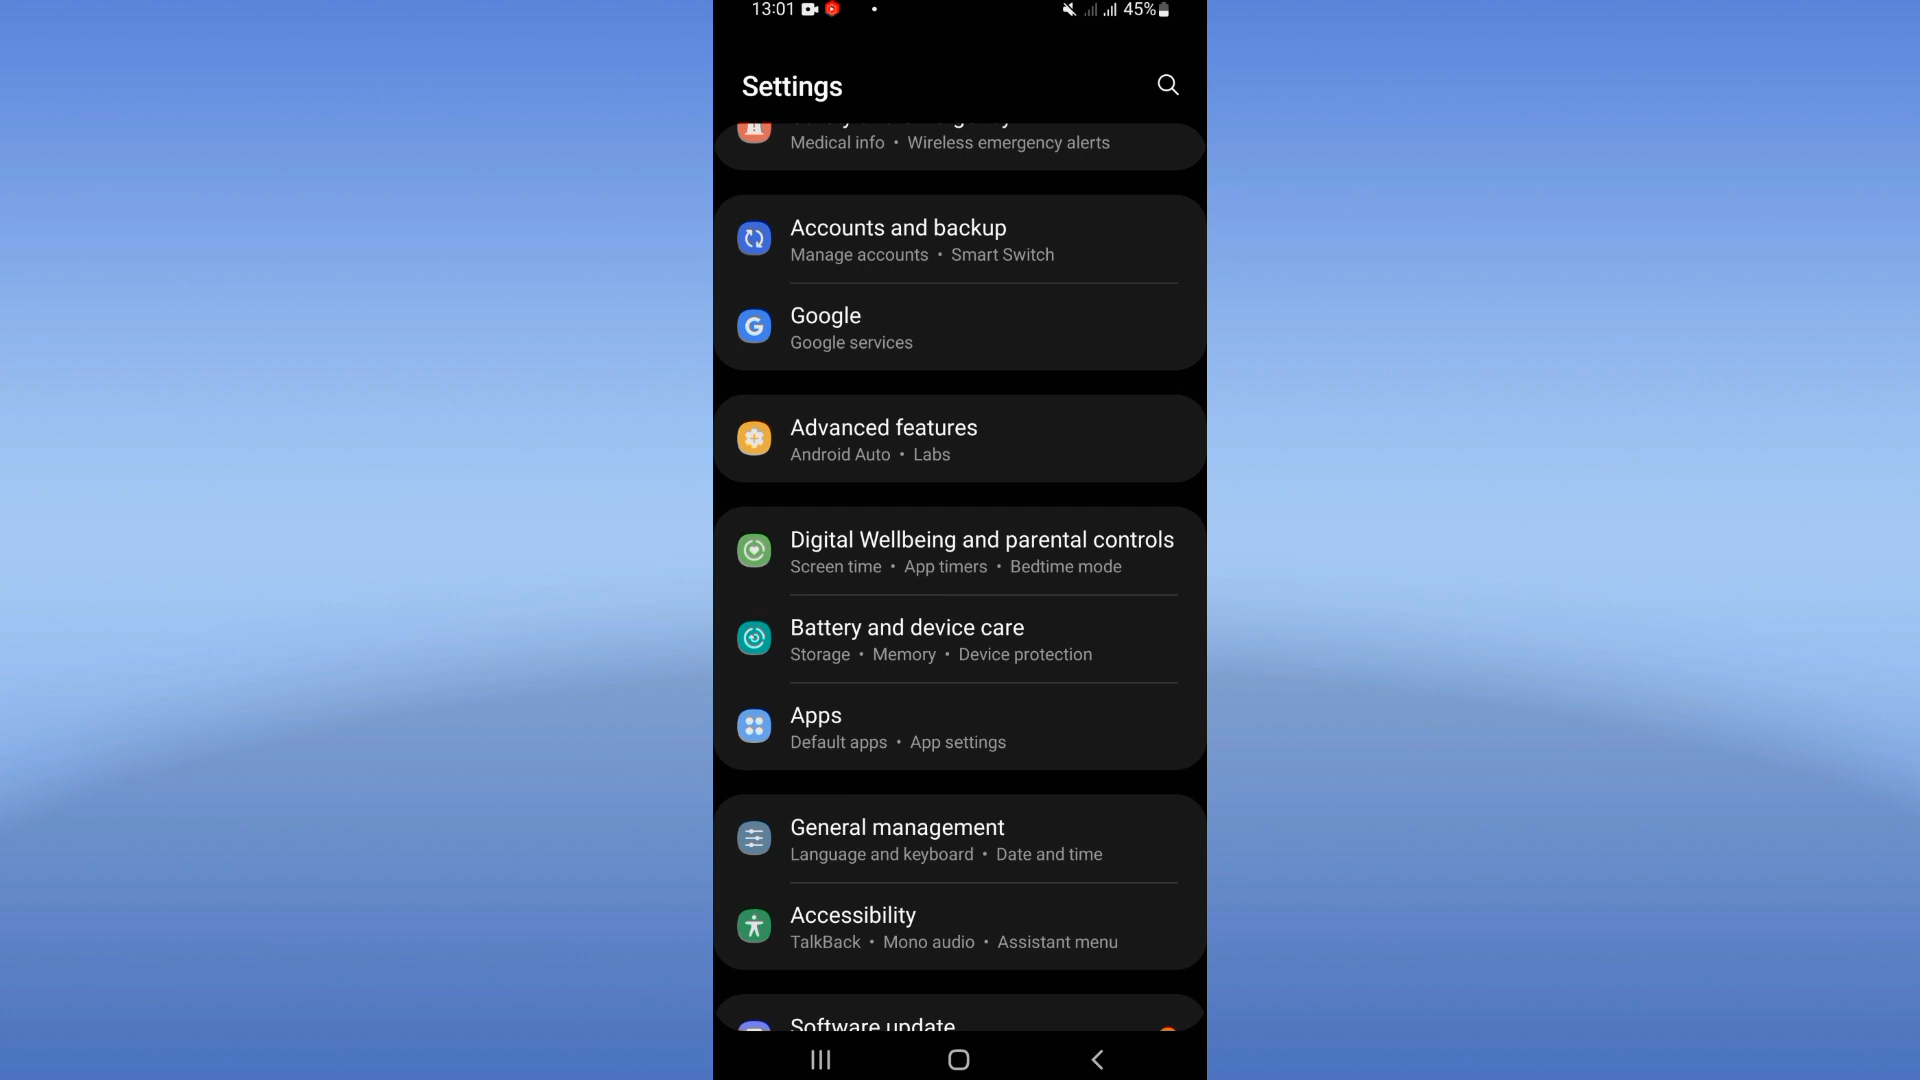 13:01
45%
Settings
Medical info • Wireless emergency alerts
Accounts and backup
Manage accounts • Smart Switch
Google
Google services
Advanced features
Android Auto • Labs
Digital Wellbeing and parental controls
Screen time • App timers • Bedtime mode
Battery and device care
Storage • Memory • Device protection
Apps
Default apps • App settings
General management
Language and keyboard • Date and time
Accessibility
TalkBack • Mono audio • Assistant menu
Software update